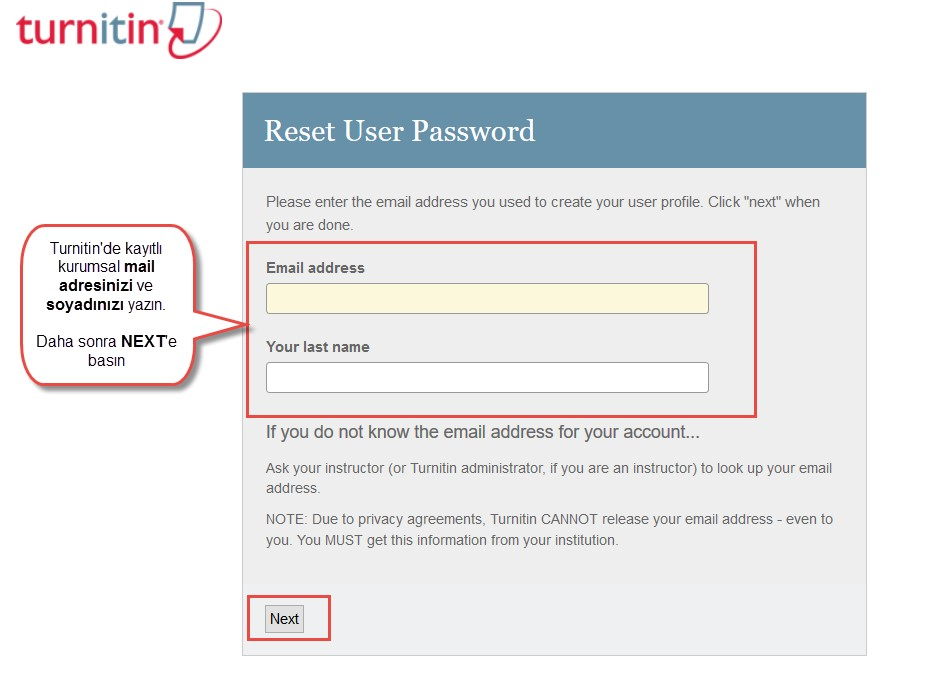 turnitin
Reset User Password
Please enter the email address you used to create your user profile. Click "next" when
you are done.
Turnitin'de kayıtlı
kurumsal mail
adresinizi ve
soyadınızı yazın.
Daha sonra NEXT'e
basın
Email address
Your last name
If you do not know the email address for your account...
Ask your instructor (or Turnitin administrator, if you are an instructor) to look up your email
address.
NOTE: Due to privacy agreements, Turnitin CANNOT release your email address - even to
you. You MUST get this information from your institution.
Next